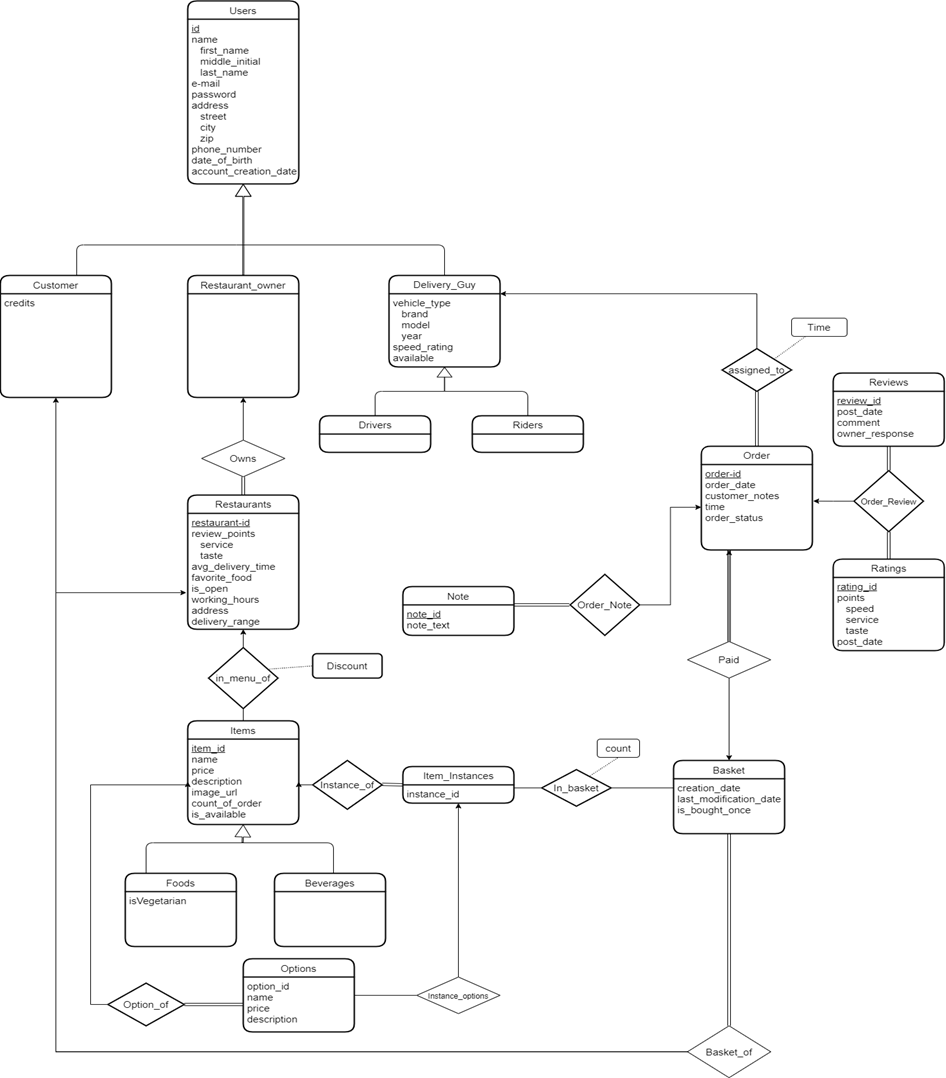 Users
id
name
first_name
middle_initial
last_name
e-mail
password
address
street
city
zip
phone_number
date_of_birth
account_creation_date
Customer
credits
Restaurant_owner
Delivery_Guy
vehicle_type
brand
model
year
speed_rating
available
Time
assigned_to
Drivers
Riders
Reviews
review_id
post_date
comment
owner_response
Owns
Order
order-id
order_date
customer_notes
time
order_status
Order_Review
Restaurants
restaurant-id
review_points
service
taste
avg_delivery_time
favorite_food
is_open
working_hours
address
delivery_range
Note
note_id
note_text
Order_Note
Ratings
rating_id
points
speed
service
taste
post_date
in_menu_of
Discount
Paid
Items
item_id
name
price
description
image_url
count_of_order
is_available
Instance_of
Item_Instances
instance_id
In_basket
count
Basket
creation_date
last_modification_date
is_bought_once
Foods
isVegetarian
Beverages
Option_of
Options
option_id
name
price
description
Instance_options
Basket_of